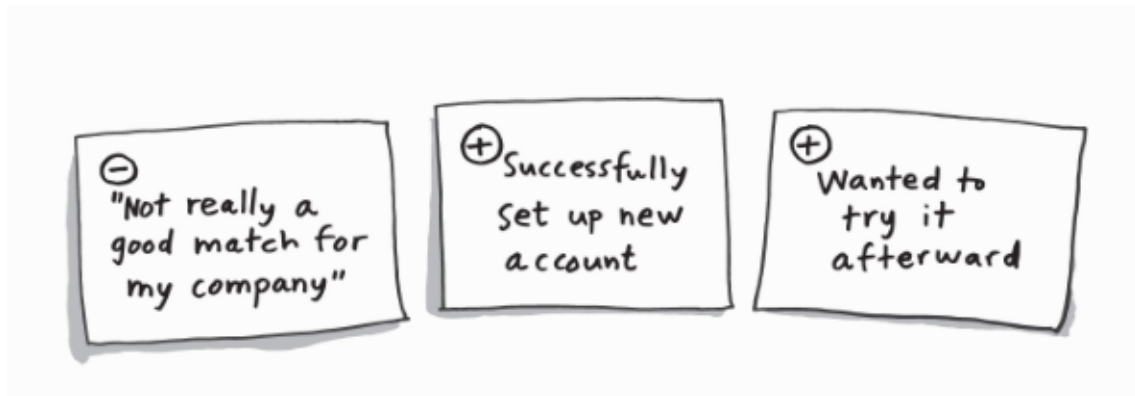 ⊖
"Not really a
good match for
my company"
⊕
Successfully
set up new
account
⊕
Wanted to
try it
afterward